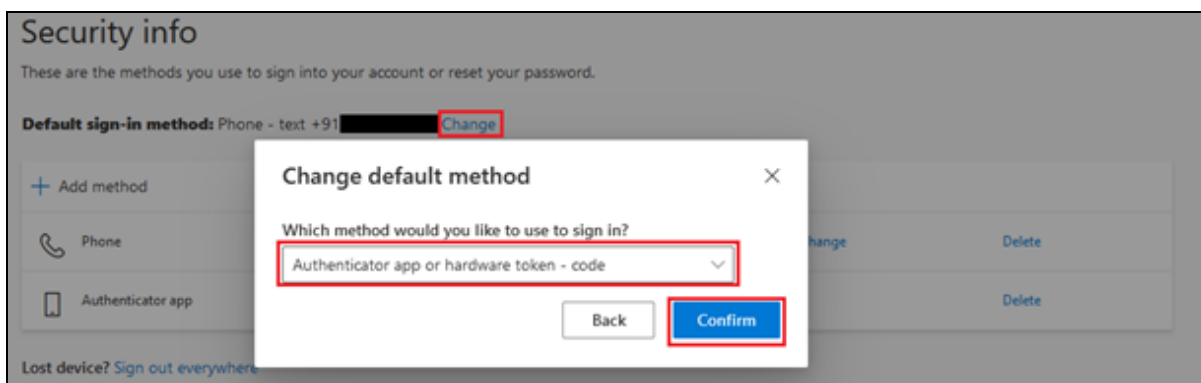 Security info
These are the methods you use to sign into your account or reset your password.
Default sign-in method: Phone - text +91 Change
Change default method
Which method would you like to use to sign in?
Authenticator app or hardware token - code
Back Confirm
+ Add method
Phone hange Delete
Authenticator app Delete
Lost device? Sign out everywhere